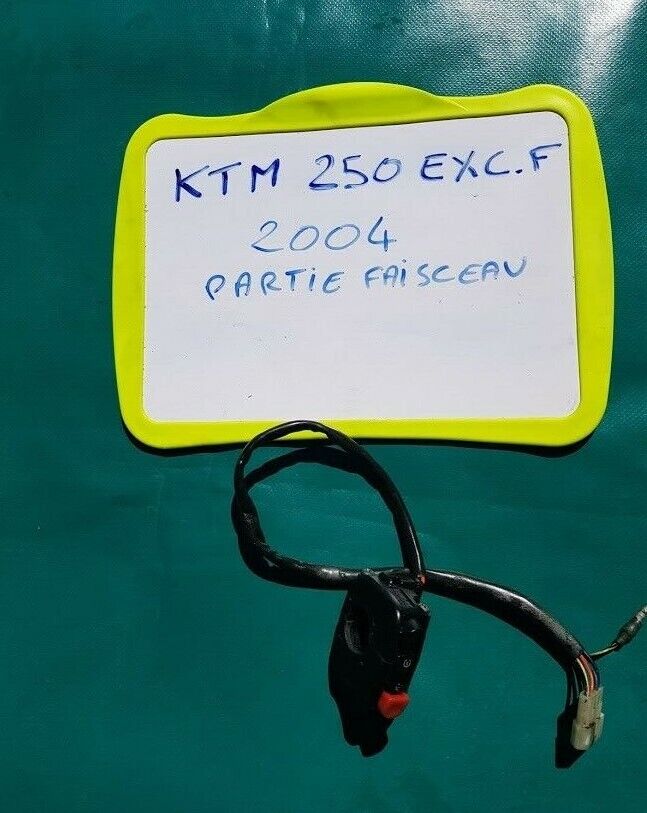 KTM 250 EXC.F
2004
PARTIE FAISCEAU